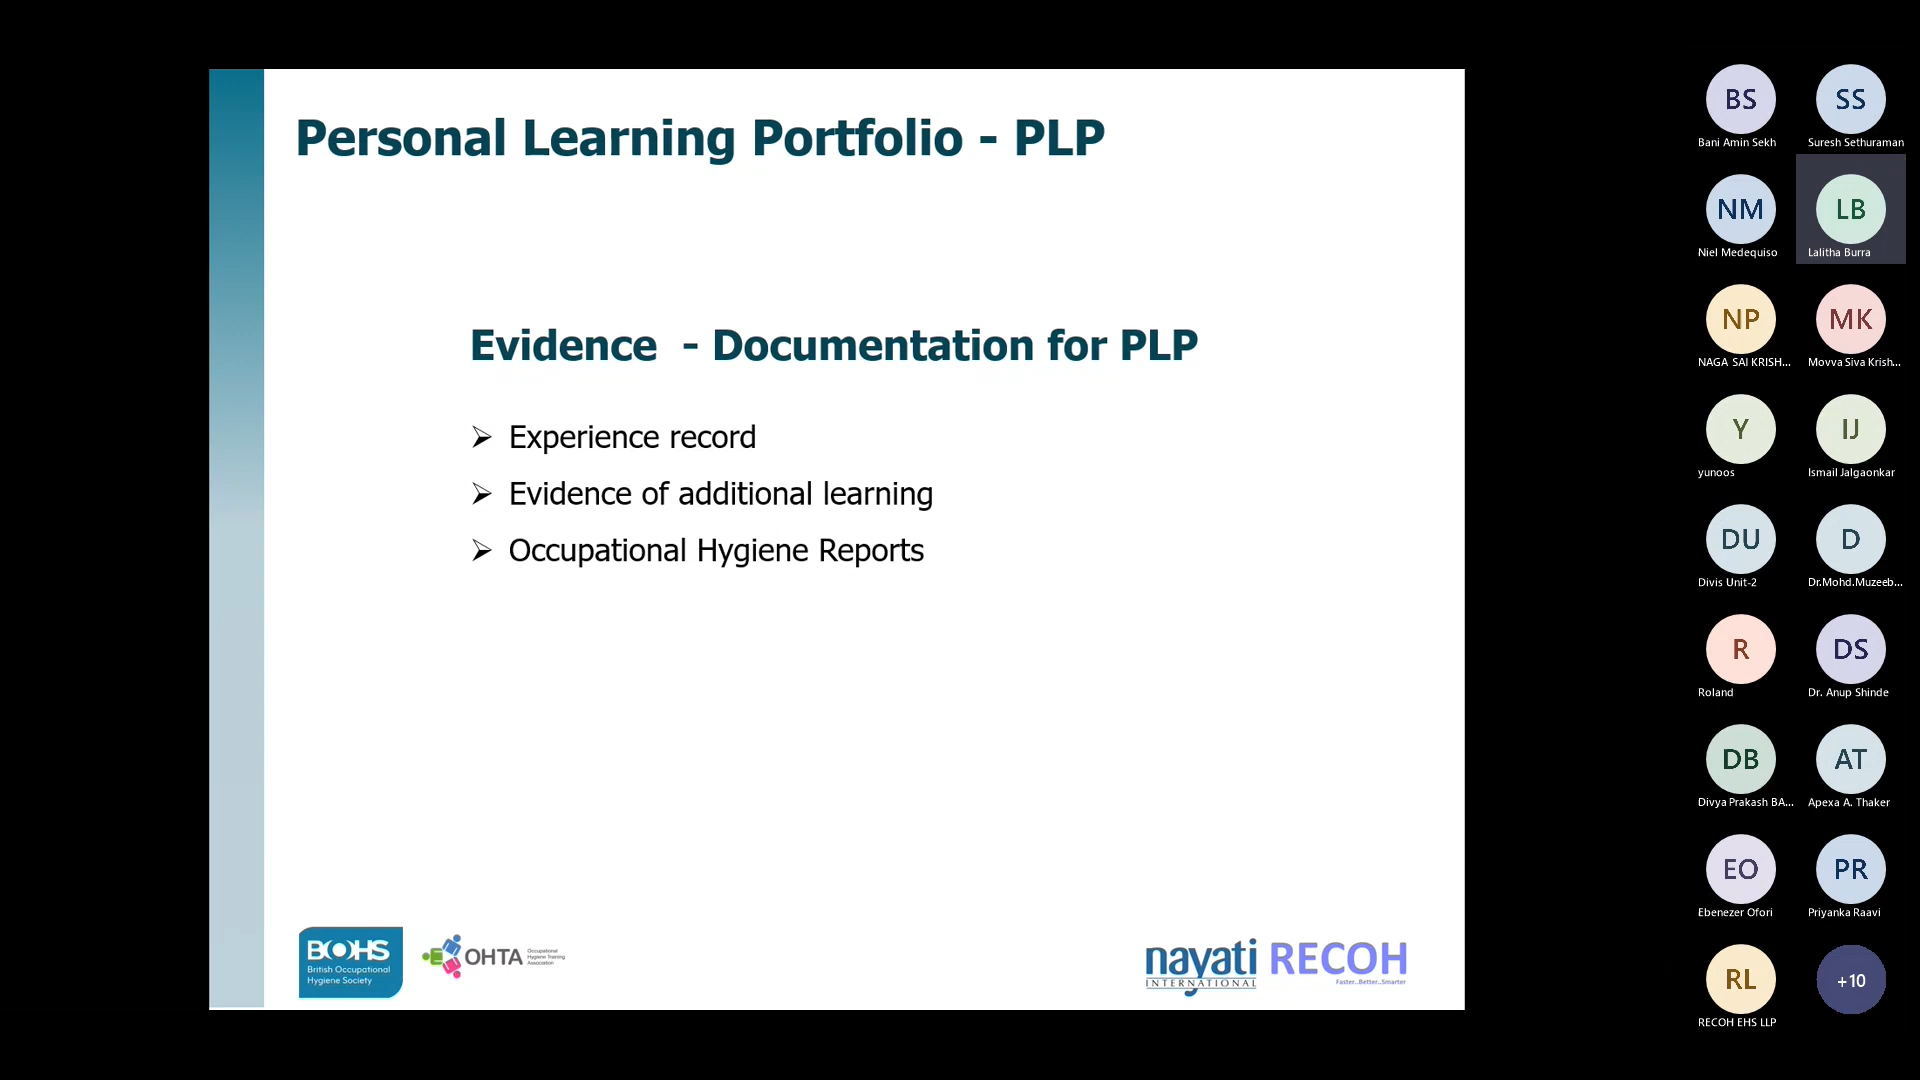 Personal Learning Portfolio - PLP
Evidence - Documentation for PLP
Experience record
Evidence of additional learning
Occupational Hygiene Reports
BOHS
British Occupational
Hygiene Society
OHTA
Occupational
Hygiene Training
Association
nayati
INTERNATIONAL
RECOH
Faster..Better..Smarter
BS
Bani Amin Sekh
SS
Suresh Sethuraman
NM
Niel Medequiso
LB
Lalitha Burra
NP
NAGA SAI KRISH...
MK
Movva Siva Krish...
Y
yunoos
IJ
Ismail Jalgaonkar
DU
Divis Unit-2
D
Dr.Mohd.Muzeeb...
R
Roland
DS
Dr. Anup Shinde
DB
Divya Prakash BA...
AT
Apexa A. Thaker
EO
Ebenezer Ofori
PR
Priyanka Raavi
RL
RECOH EHS LLP
+10